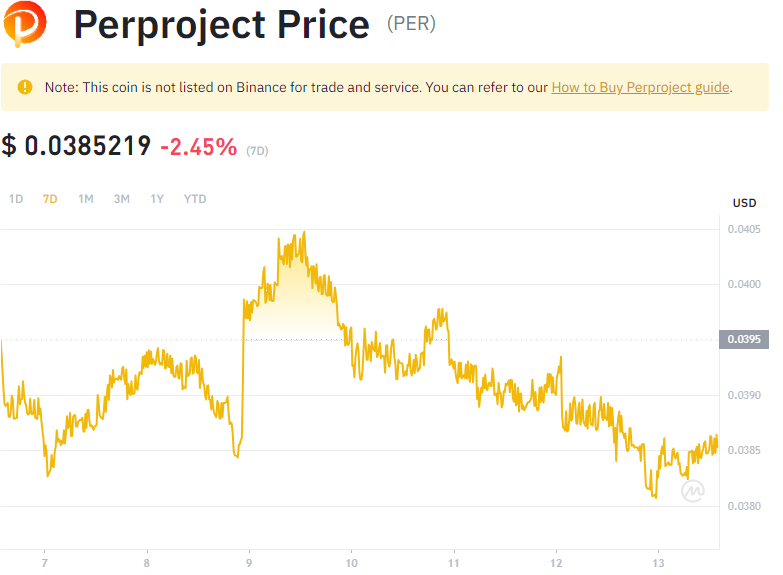 Perproject Price (PER)
Note: This coin is not listed on Binance for trade and service. You can refer to our How to Buy Perproject guide.
$ 0.0385219 -2.45% (7D)
1D 7D 1M 3M 1Y YTD
USD
0.0405
0.0400
0.0395
0.0390
0.0385
0.0380
7 8 9 10 11 12 13